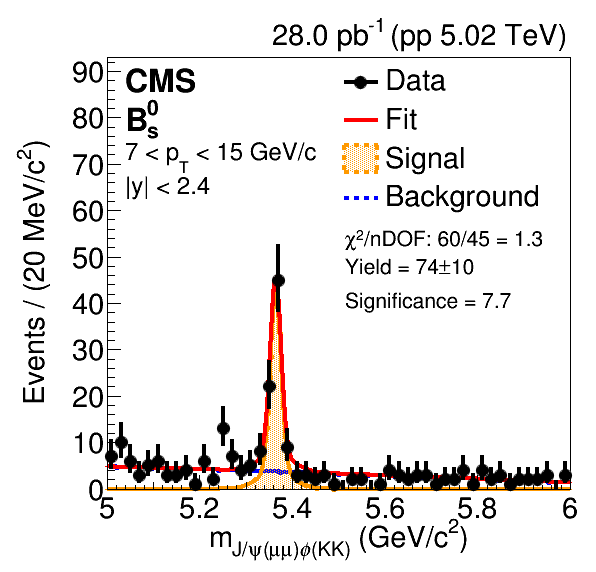 28.0 pb⁻¹ (pp 5.02 TeV)
CMS
B⁰ₛ
7 < p_T < 15 GeV/c
|y| < 2.4
Data
Fit
Signal
Background
χ²/nDOF: 60/45 = 1.3
Yield = 74±10
Significance = 7.7
Events / (20 MeV/c²)
90
80
70
60
50
40
30
20
10
0
5 5.2 5.4 5.6 5.8 6
m_J/ψ(μμ)ϕ(KK) (GeV/c²)